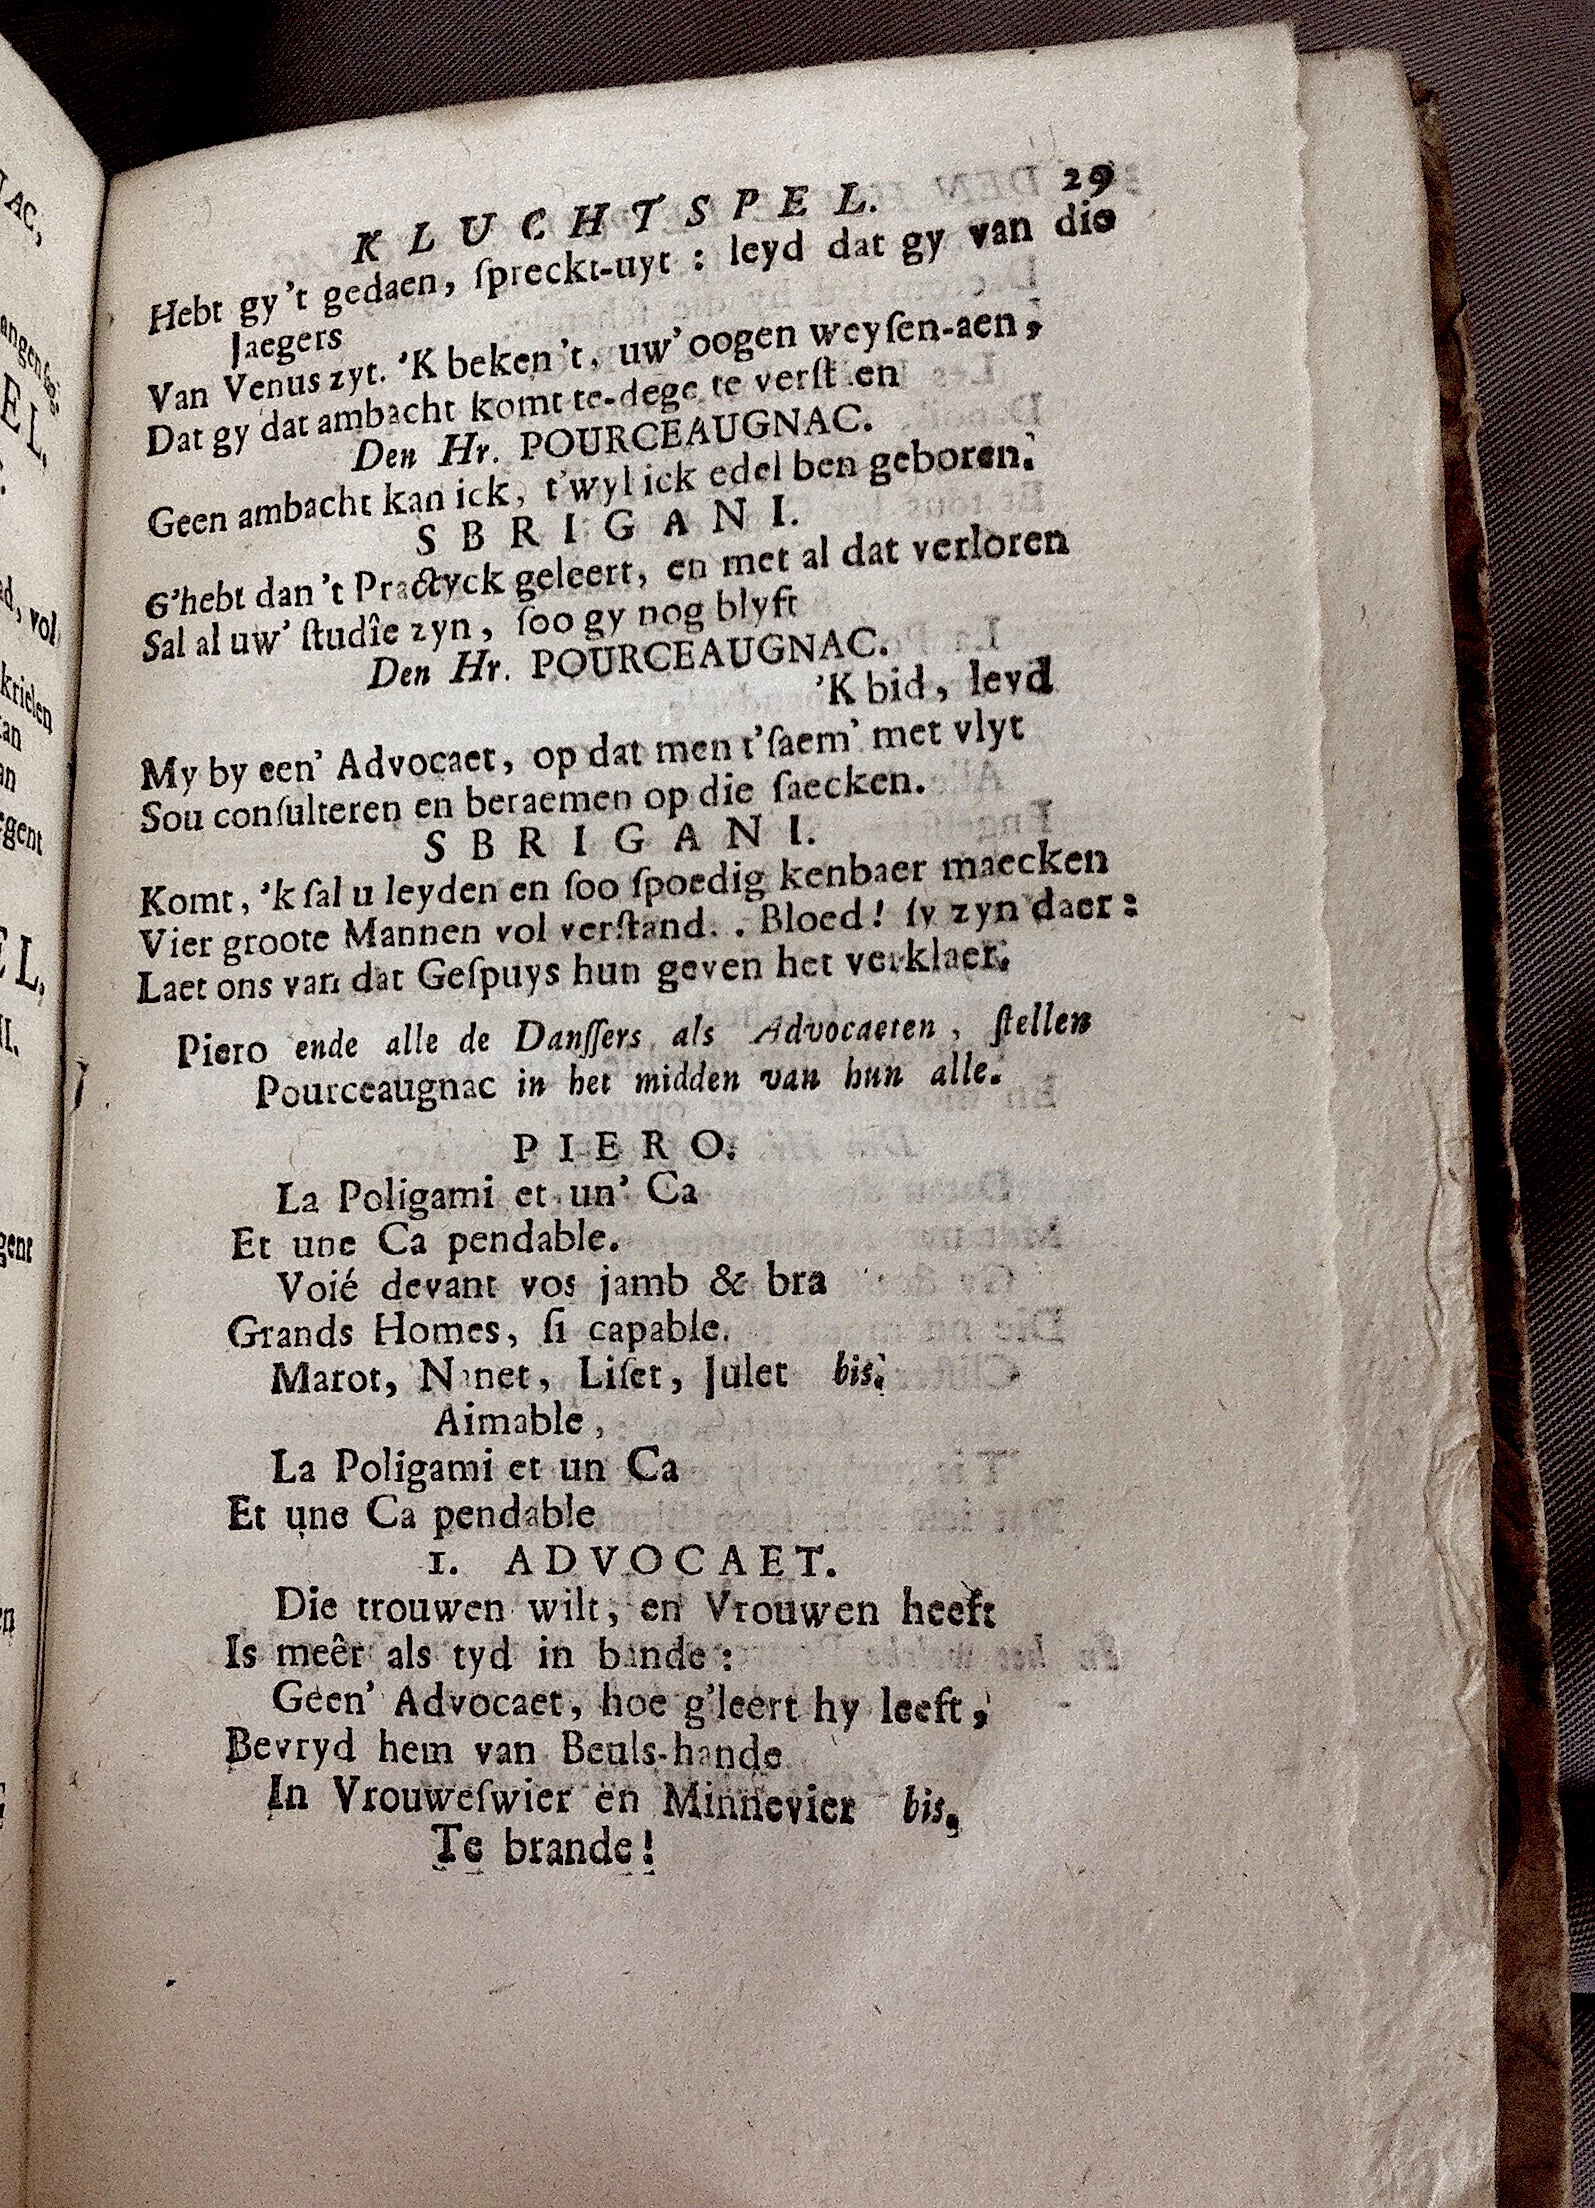 KLUCHTSPEL. 29
Hebt gy 't gedaen, ſpreckt-uyt : leyd dat gy van die
Jaegers
Van Venus zyt. 'K beken 't, uw' oogen weyſen-aen,
Dat gy dat ambacht komt te-dege te verſt en
Den Hr. POURCEAUGNAC.
Geen ambacht kan ick, t'wyl ick edel ben geboren.
SBRIGANI.
G'hebt dan 't Practyck geleert, en met al dat verloren
Sal al uw' ſtudîe zyn, ſoo gy nog blyft
Den Hr. POURCEAUGNAC.
'K bid, leyd
My by een' Advocaet, op dat men t'ſaem' met vlyt
Sou conſulteren en beraemen op die ſaecken.
SBRIGANI.
Komt, 'k ſal u leyden en ſoo ſpoedig kenbaer maecken
Vier groote Mannen vol verſtand. . Bloed! ſy zyn daer :
Laet ons van dat Geſpuys hun geven het verklaer.
Piero ende alle de Danſſers als Advocaeten, ſtellen
Pourceaugnac in het midden van hun alle.
PIERO.
La Poligami et un' Ca
Et une Ca pendable.
Voié devant vos jamb & bra
Grands Homes, ſi capable.
Marot, Nanet, Liſet, Julet bis.
Aimable,
La Poligami et un Ca
Et une Ca pendable
1. ADVOCAET.
Die trouwen wilt, en Vrouwen heeft
Is meêr als tyd in bande :
Geen' Advocaet, hoe g'leert hy leeft,
Bevryd hem van Beuls-hande
In Vrouweſwier en Minnevier bis.
Te brande!